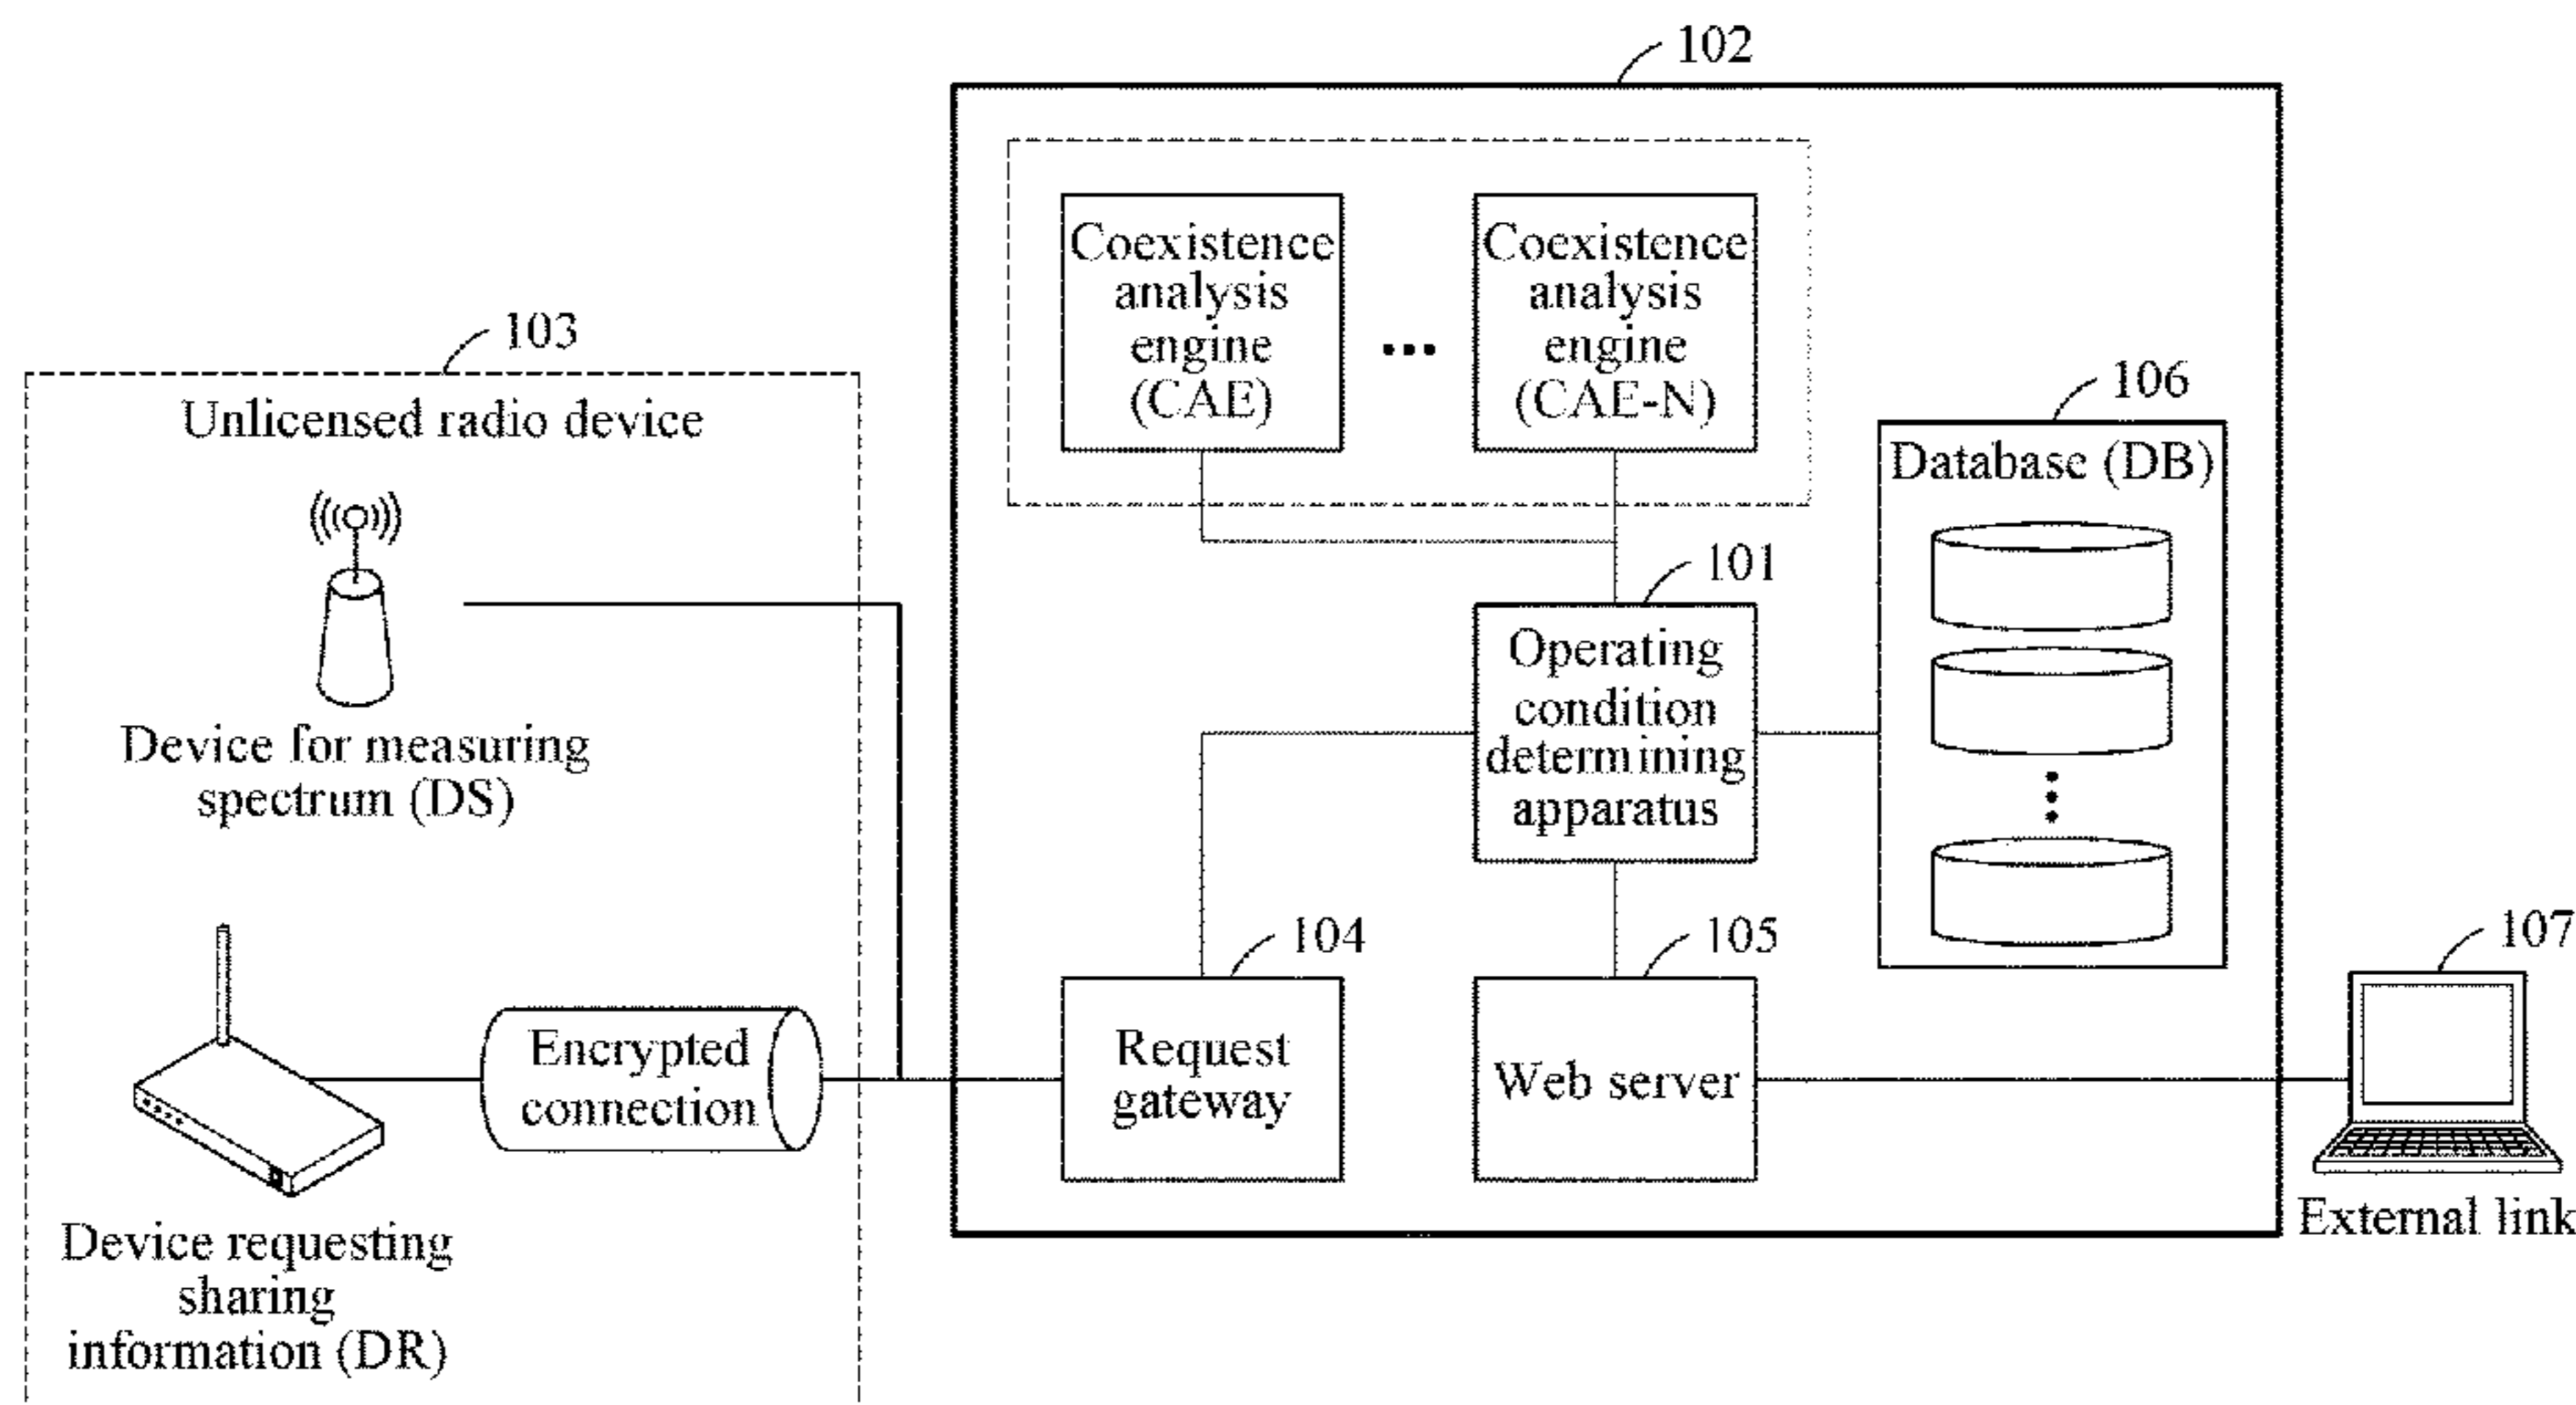 102
Coexistence
analysis
engine
(CAE)
...
Coexistence
analysis
engine
(CAE-N)
103
Unlicensed radio device
Device for measuring
spectrum (DS)
106
Database (DB)
101
Operating
condition
determining
apparatus
104
Request
gateway
105
Web server
107
External link
Encrypted
connection
Device requesting
sharing
information (DR)